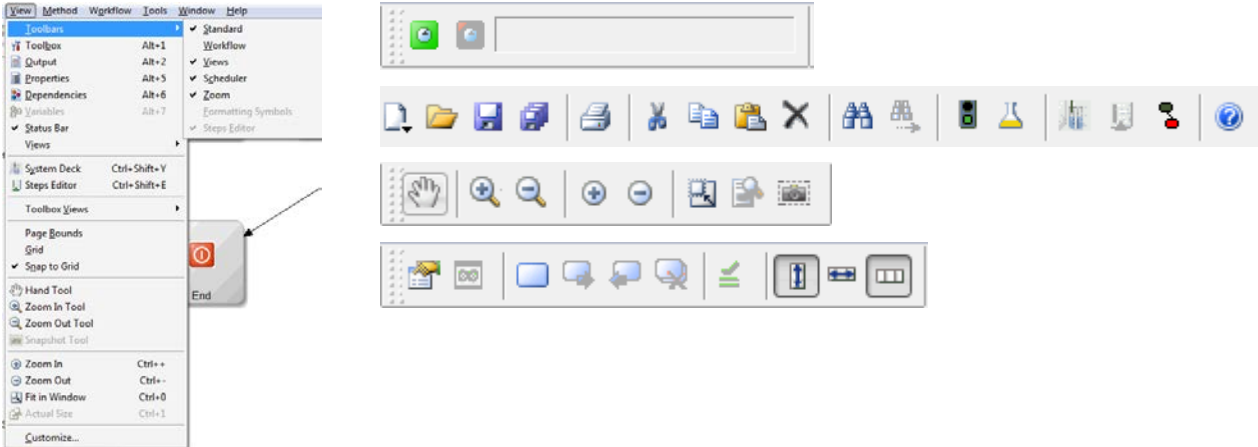 View Method Workflow Tools Window Help
Toolbars
Toolbox Alt+1
Output Alt+2
Properties Alt+5
Dependencies Alt+6
Variables Alt+7
Status Bar
Views
System Deck Ctrl+Shift+Y
Steps Editor Ctrl+Shift+E
Toolbox Views
Page Bounds
Grid
Snap to Grid
Hand Tool
Zoom In Tool
Zoom Out Tool
Snapshot Tool
Zoom In Ctrl++
Zoom Out Ctrl+-
Fit in Window Ctrl+0
Actual Size Ctrl+1
Customize...
Standard
Workflow
Views
Scheduler
Zoom
Formatting Symbols
Steps Editor
End